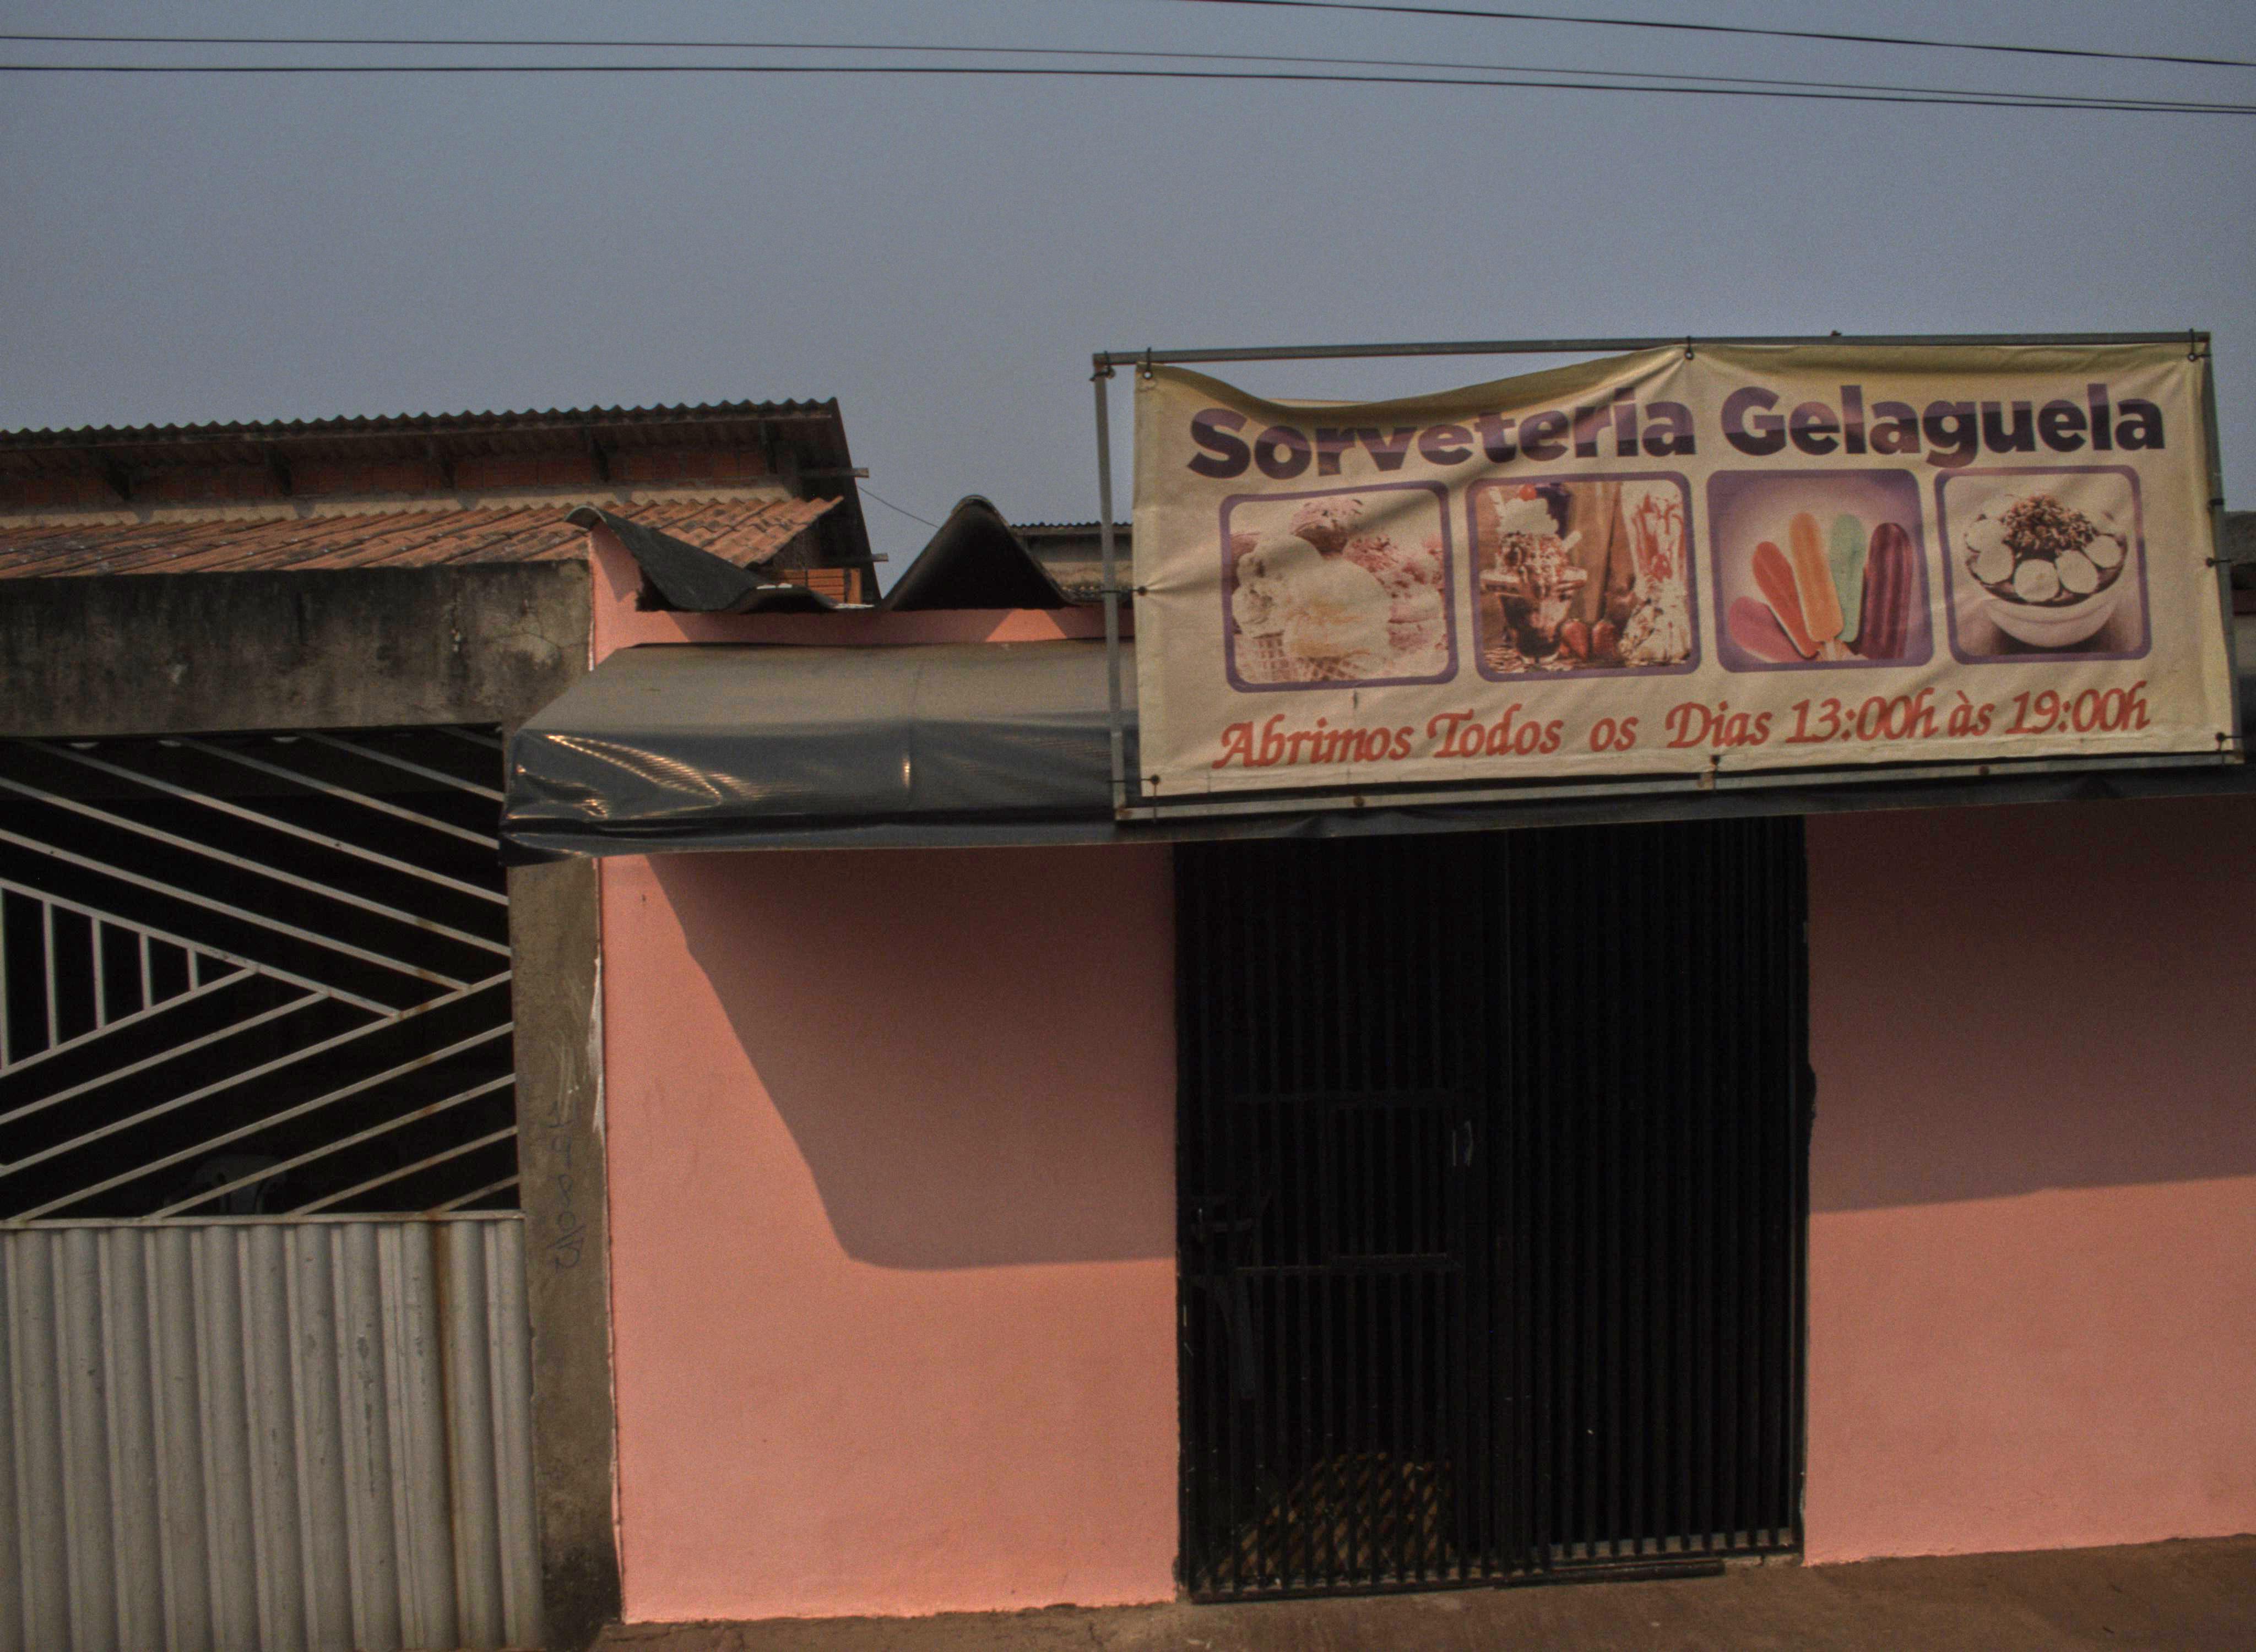 Sorveteria Gelaguela
Abrimos Todos os Dias 13:00h às 19:00h